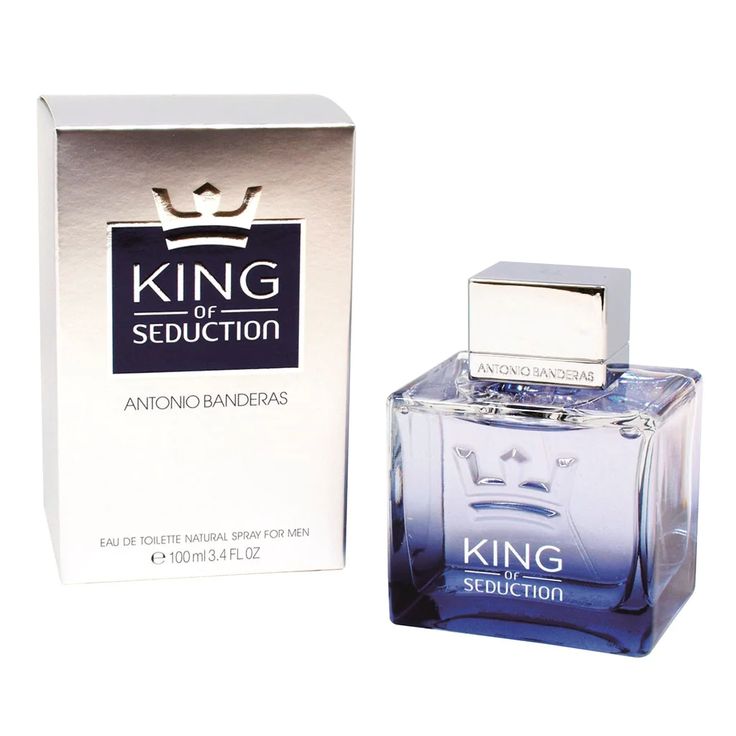 KING
OF
SEDUCTION
ANTONIO BANDERAS
EAU DE TOILETTE NATURAL SPRAY FOR MEN
℮ 100 ml 3.4 FL.OZ
ANTONIO BANDERAS
KING
OF
SEDUCTION